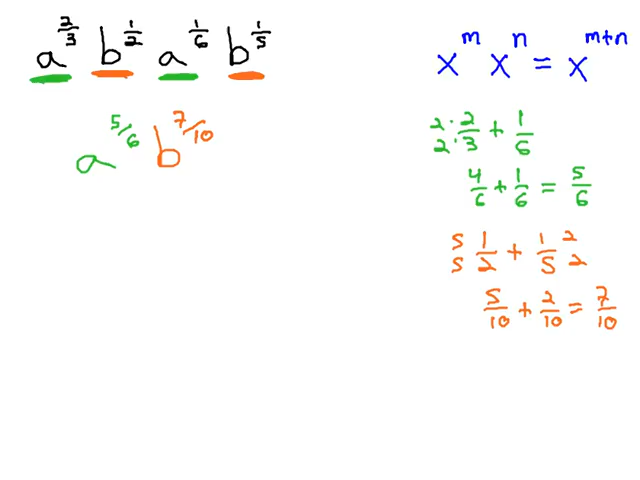 a^{2/3} b^{1/2} a^{1/6} b^{1/5}
a^{5/6} b^{7/10}
x^m x^n = x^{m+n}
2·2/2·3 + 1/6
4/6 + 1/6 = 5/6
5/5 1/2 + 1/5 2/2
5/10 + 2/10 = 7/10